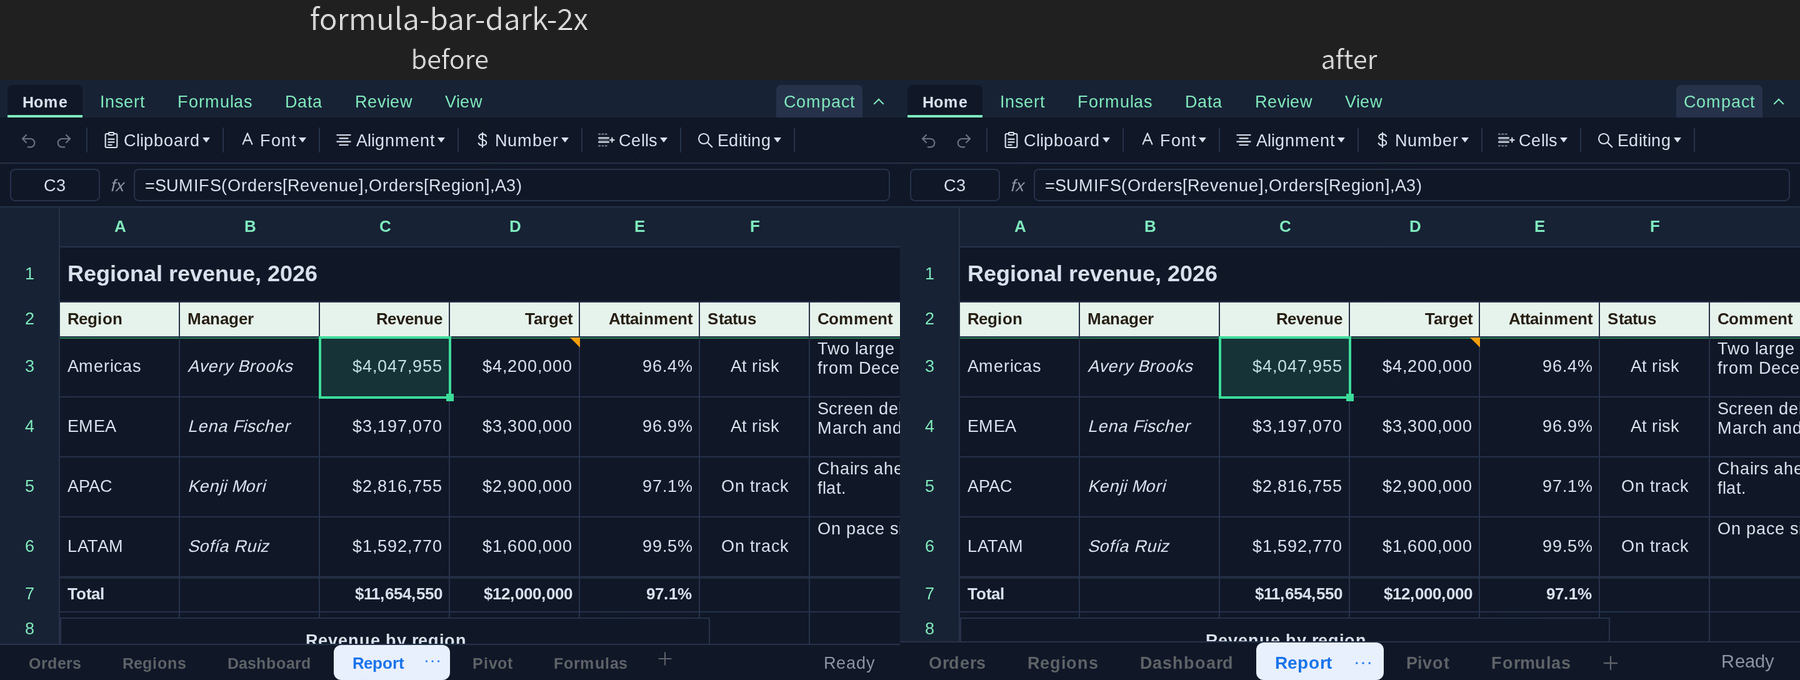 formula-bar-dark-2x
before
after
Home Insert Formulas Data Review View Compact
Clipboard Font Alignment $ Number Cells Editing
C3 fx =SUMIFS(Orders[Revenue],Orders[Region],A3)
A B C D E F
1 Regional revenue, 2026
2 Region Manager Revenue Target Attainment Status Comment
3 Americas Avery Brooks $4,047,955 $4,200,000 96.4% At risk Two large
from Dece
4 EMEA Lena Fischer $3,197,070 $3,300,000 96.9% At risk Screen de
March and
5 APAC Kenji Mori $2,816,755 $2,900,000 97.1% On track Chairs ahe
flat.
6 LATAM Sofía Ruiz $1,592,770 $1,600,000 99.5% On track On pace s
7 Total $11,654,550 $12,000,000 97.1%
8 Revenue by region
Orders Regions Dashboard Report ... Pivot Formulas + Ready
Home Insert Formulas Data Review View Compact
Clipboard Font Alignment $ Number Cells Editing
C3 fx =SUMIFS(Orders[Revenue],Orders[Region],A3)
A B C D E F
1 Regional revenue, 2026
2 Region Manager Revenue Target Attainment Status Comment
3 Americas Avery Brooks $4,047,955 $4,200,000 96.4% At risk Two large
from Dece
4 EMEA Lena Fischer $3,197,070 $3,300,000 96.9% At risk Screen de
March and
5 APAC Kenji Mori $2,816,755 $2,900,000 97.1% On track Chairs ahe
flat.
6 LATAM Sofía Ruiz $1,592,770 $1,600,000 99.5% On track On pace s
7 Total $11,654,550 $12,000,000 97.1%
8 Revenue by region
Orders Regions Dashboard Report ... Pivot Formulas + Ready